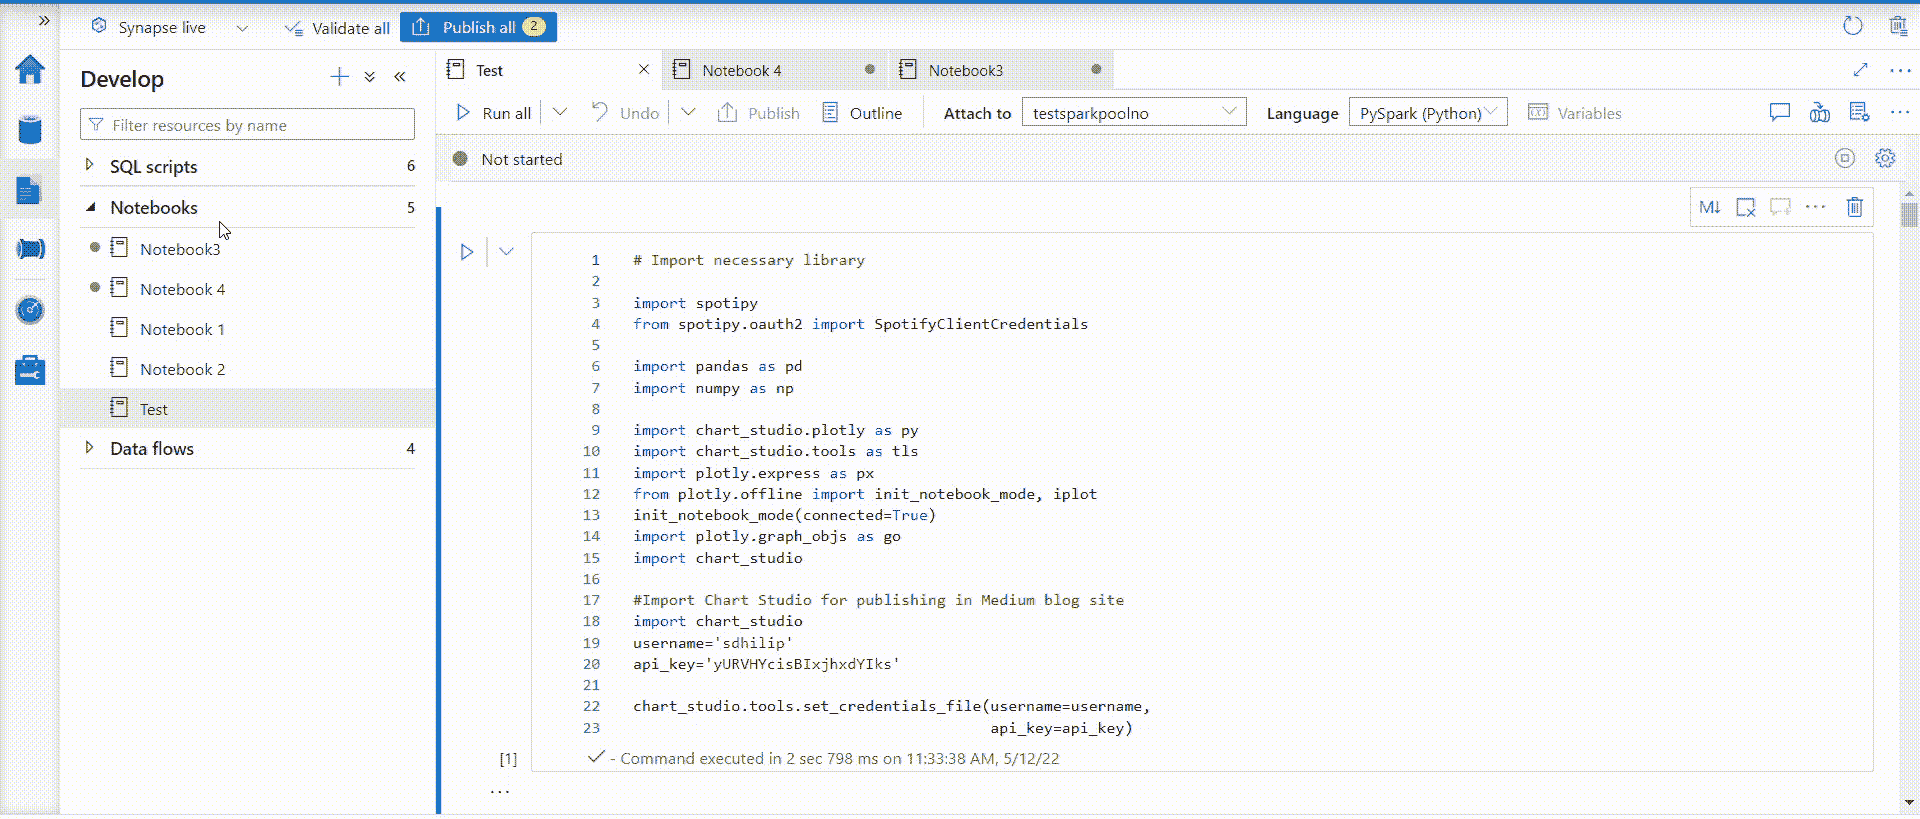 Synapse live
Validate all
Publish all 2
Develop
Filter resources by name
SQL scripts 6
Notebooks 5
Notebook3
Notebook 4
Notebook 1
Notebook 2
Test
Data flows 4
Test
Notebook 4
Notebook3
Run all
Undo
Publish
Outline
Attach to testsparkpoolno
Language PySpark (Python)
Variables
Not started
M↓
1 # Import necessary library
2
3 import spotipy
4 from spotipy.oauth2 import SpotifyClientCredentials
5
6 import pandas as pd
7 import numpy as np
8
9 import chart_studio.plotly as py
10 import chart_studio.tools as tls
11 import plotly.express as px
12 from plotly.offline import init_notebook_mode, iplot
13 init_notebook_mode(connected=True)
14 import plotly.graph_objs as go
15 import chart_studio
16
17 #Import Chart Studio for publishing in Medium blog site
18 import chart_studio
19 username='sdhilip'
20 api_key='yURVHYcisBIxjhxdYIks'
21
22 chart_studio.tools.set_credentials_file(username=username,
23 api_key=api_key)
[1] - Command executed in 2 sec 798 ms on 11:33:38 AM, 5/12/22